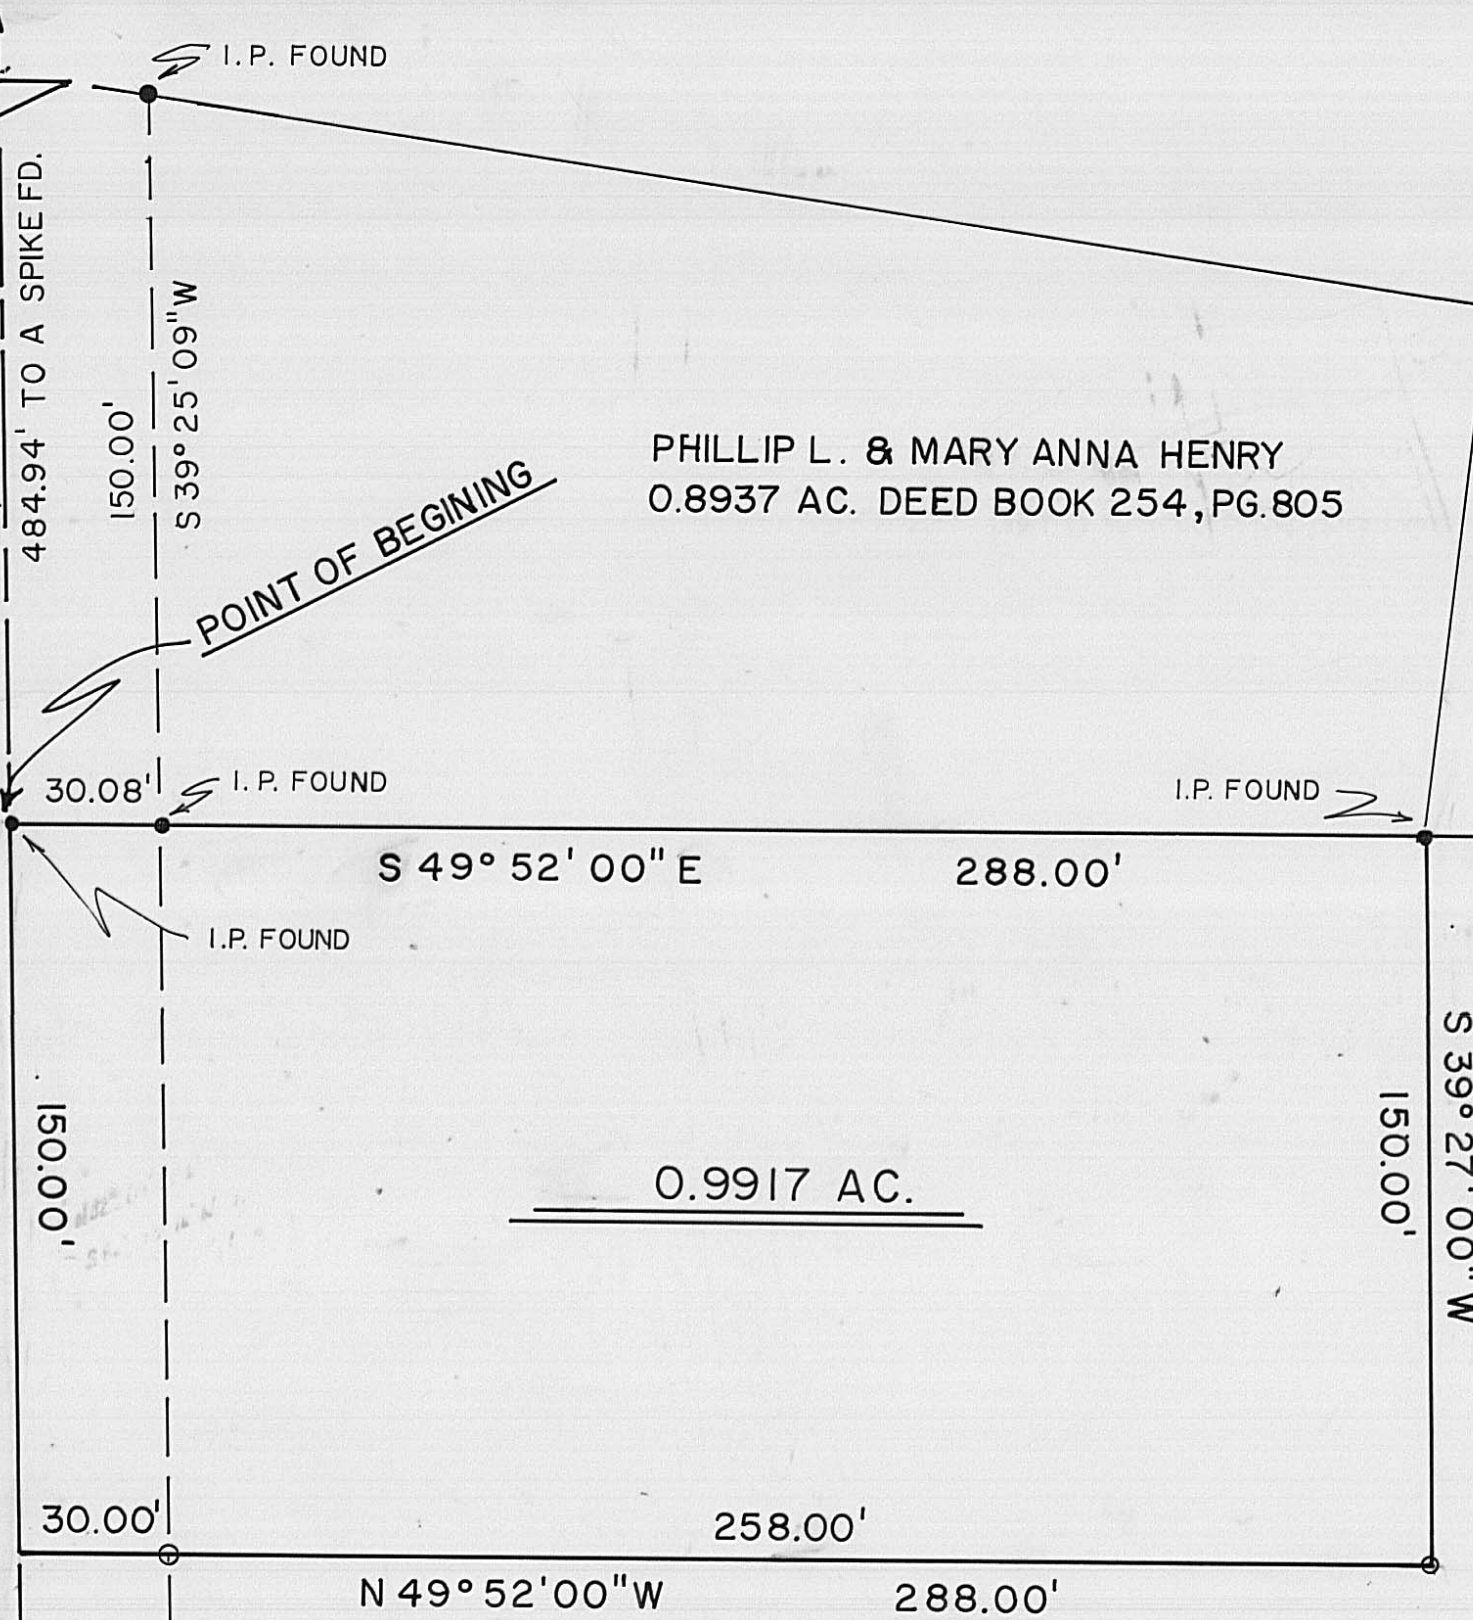 I.P. FOUND
484.94' TO A SPIKE FD.
150.00'
S 39° 25' 09" W
PHILLIP L. & MARY ANNA HENRY
0.8937 AC. DEED BOOK 254, PG. 805
POINT OF BEGINING
30.08'
I.P. FOUND
I.P. FOUND
S 49° 52' 00" E
288.00'
I.P. FOUND
150.00'
0.9917 AC.
150.00'
S 39° 27' 00" W
30.00'
258.00'
N 49° 52' 00" W
288.00'